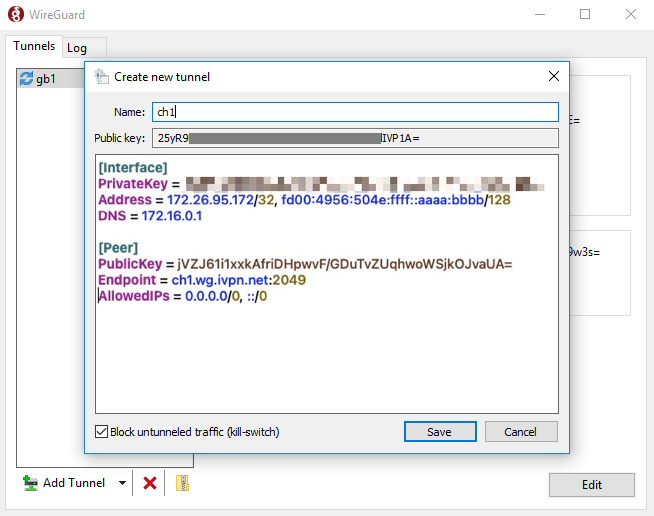 WireGuard
Tunnels
Log
gb1
Create new tunnel
Name:
ch1
Public key:
25yR9
IVP1A=
[Interface]
PrivateKey =
Address = 172.26.95.172/32, fd00:4956:504e:ffff::aaaa:bbbb/128
DNS = 172.16.0.1
[Peer]
PublicKey = jVZJ61i1xxkAfriDHpwvF/GDuTvZUqhwoWSjkOJvaUA=
Endpoint = ch1.wg.ivpn.net:2049
AllowedIPs = 0.0.0.0/0, ::/0
E=
9w3s=
Block untunneled traffic (kill-switch)
Save
Cancel
Add Tunnel
Edit